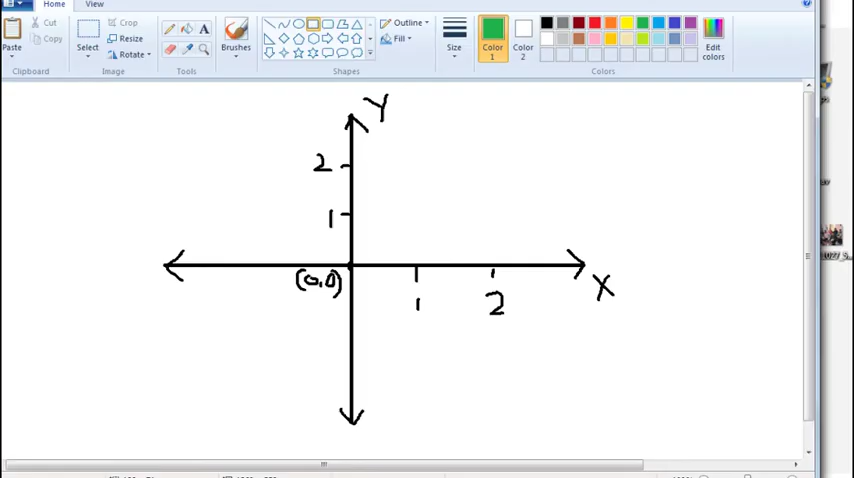 Home
View
Paste
Cut
Copy
Clipboard
Select
Crop
Resize
Rotate
Image
A
Tools
Brushes
Outline
Fill
Shapes
Size
Color
1
Color
2
Edit
colors
Colors
Y
2
1
(0,0)
1
2
X